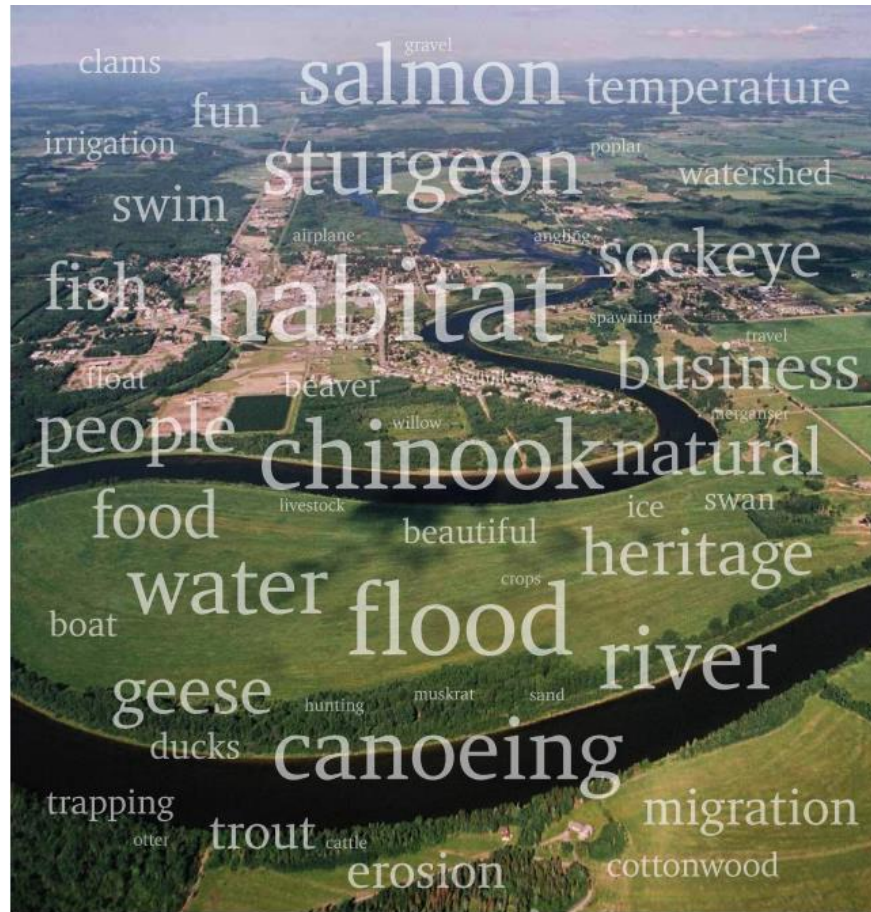 gravel
clams
salmon
temperature
fun
irrigation
poplar
sturgeon
watershed
swim
airplane
angling
sockeye
fish
habitat
spawning
travel
business
float
beaver
merganser
willow
people
chinook
natural
livestock
food
ice
swan
beautiful
heritage
crops
water
flood
boat
river
geese
hunting
muskrat
sand
ducks
canoeing
trapping
migration
otter
trout
cattle
erosion
cottonwood